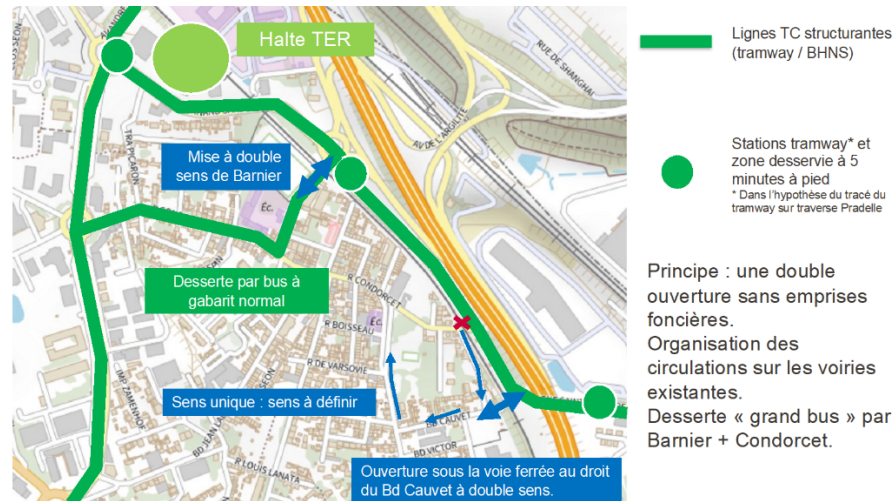 Halte TER
Mise à double
sens de Barnier
Éc.
Desserte par bus à
gabarit normal
R CONDORCET
R BOISSEAU
Éc.
R DE VARSOVIE
Sens unique : sens à définir
BD CAUVET
BD VICTOR
R LOUIS LANATA
IMP ZAMENHOF
BD JEAN LA
TRA PICARON
RUE DE SHANGHAI
AV DE L'ARGILITE
Ouverture sous la voie ferrée au droit
du Bd Cauvet à double sens.
Lignes TC structurantes
(tramway / BHNS)
Stations tramway* et
zone desservie à 5
minutes à pied
* Dans l'hypothèse du tracé du
tramway sur traverse Pradelle
Principe : une double
ouverture sans emprises
foncières.
Organisation des
circulations sur les voiries
existantes.
Desserte « grand bus » par
Barnier + Condorcet.